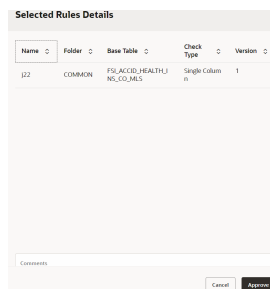 Selected Rules Details
Name Folder Base Table Check Type Version
j22 COMMON FSI_ACCID_HEALTH_I Single Colum 1
NS_CO_MLS n
Comments
Cancel Approve